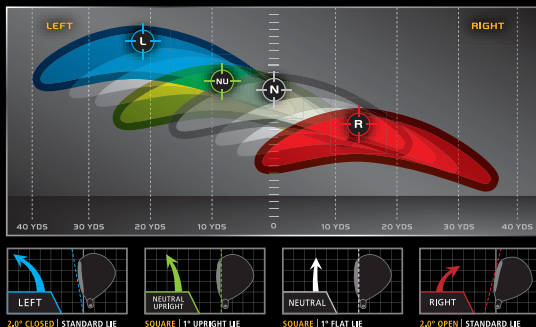 LEFT RIGHT
L
NU
N
R
40 YDS 30 YDS 20 YDS 10 YDS 0 10 YDS 20 YDS 30 YDS 40 YDS
LEFT
NEUTRAL
UPRIGHT
NEUTRAL
RIGHT
2.0° CLOSED | STANDARD LIE
SQUARE | 1° UPRIGHT LIE
SQUARE | 1° FLAT LIE
2.0° OPEN | STANDARD LIE